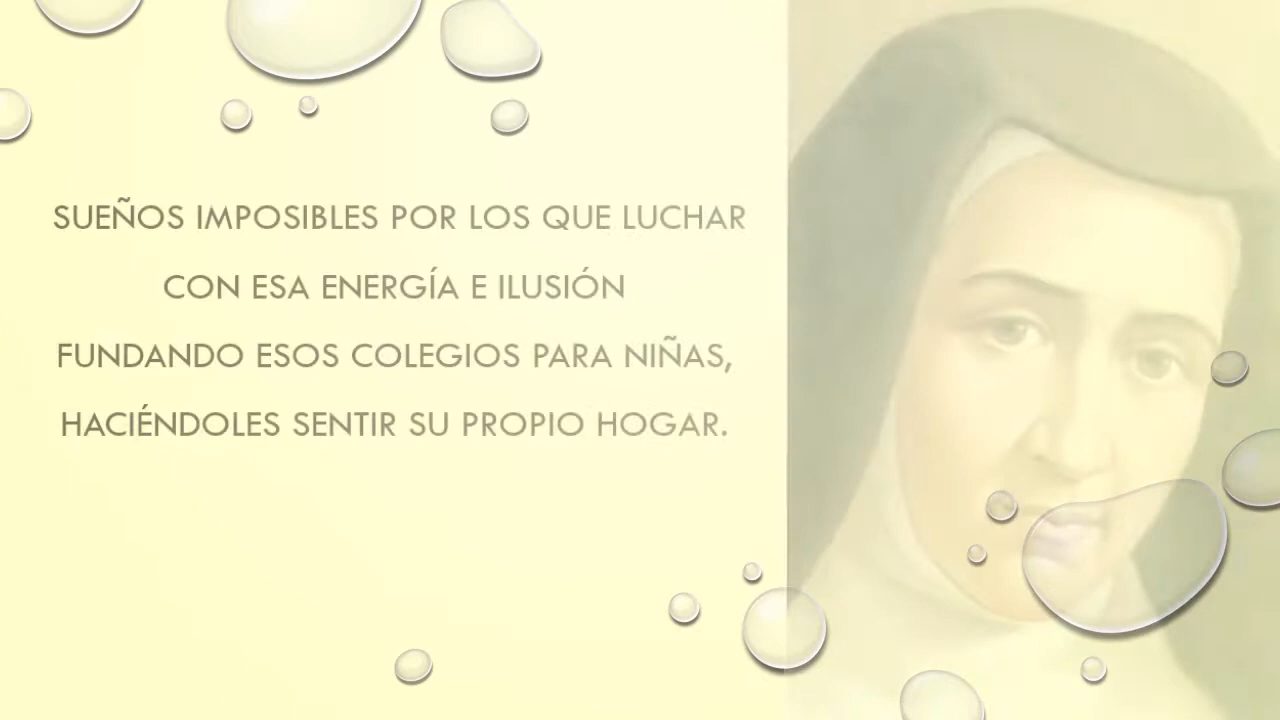 SUEÑOS IMPOSIBLES POR LOS QUE LUCHAR
CON ESA ENERGÍA E ILUSIÓN
FUNDANDO ESOS COLEGIOS PARA NIÑAS,
HACIÉNDOLES SENTIR SU PROPIO HOGAR.